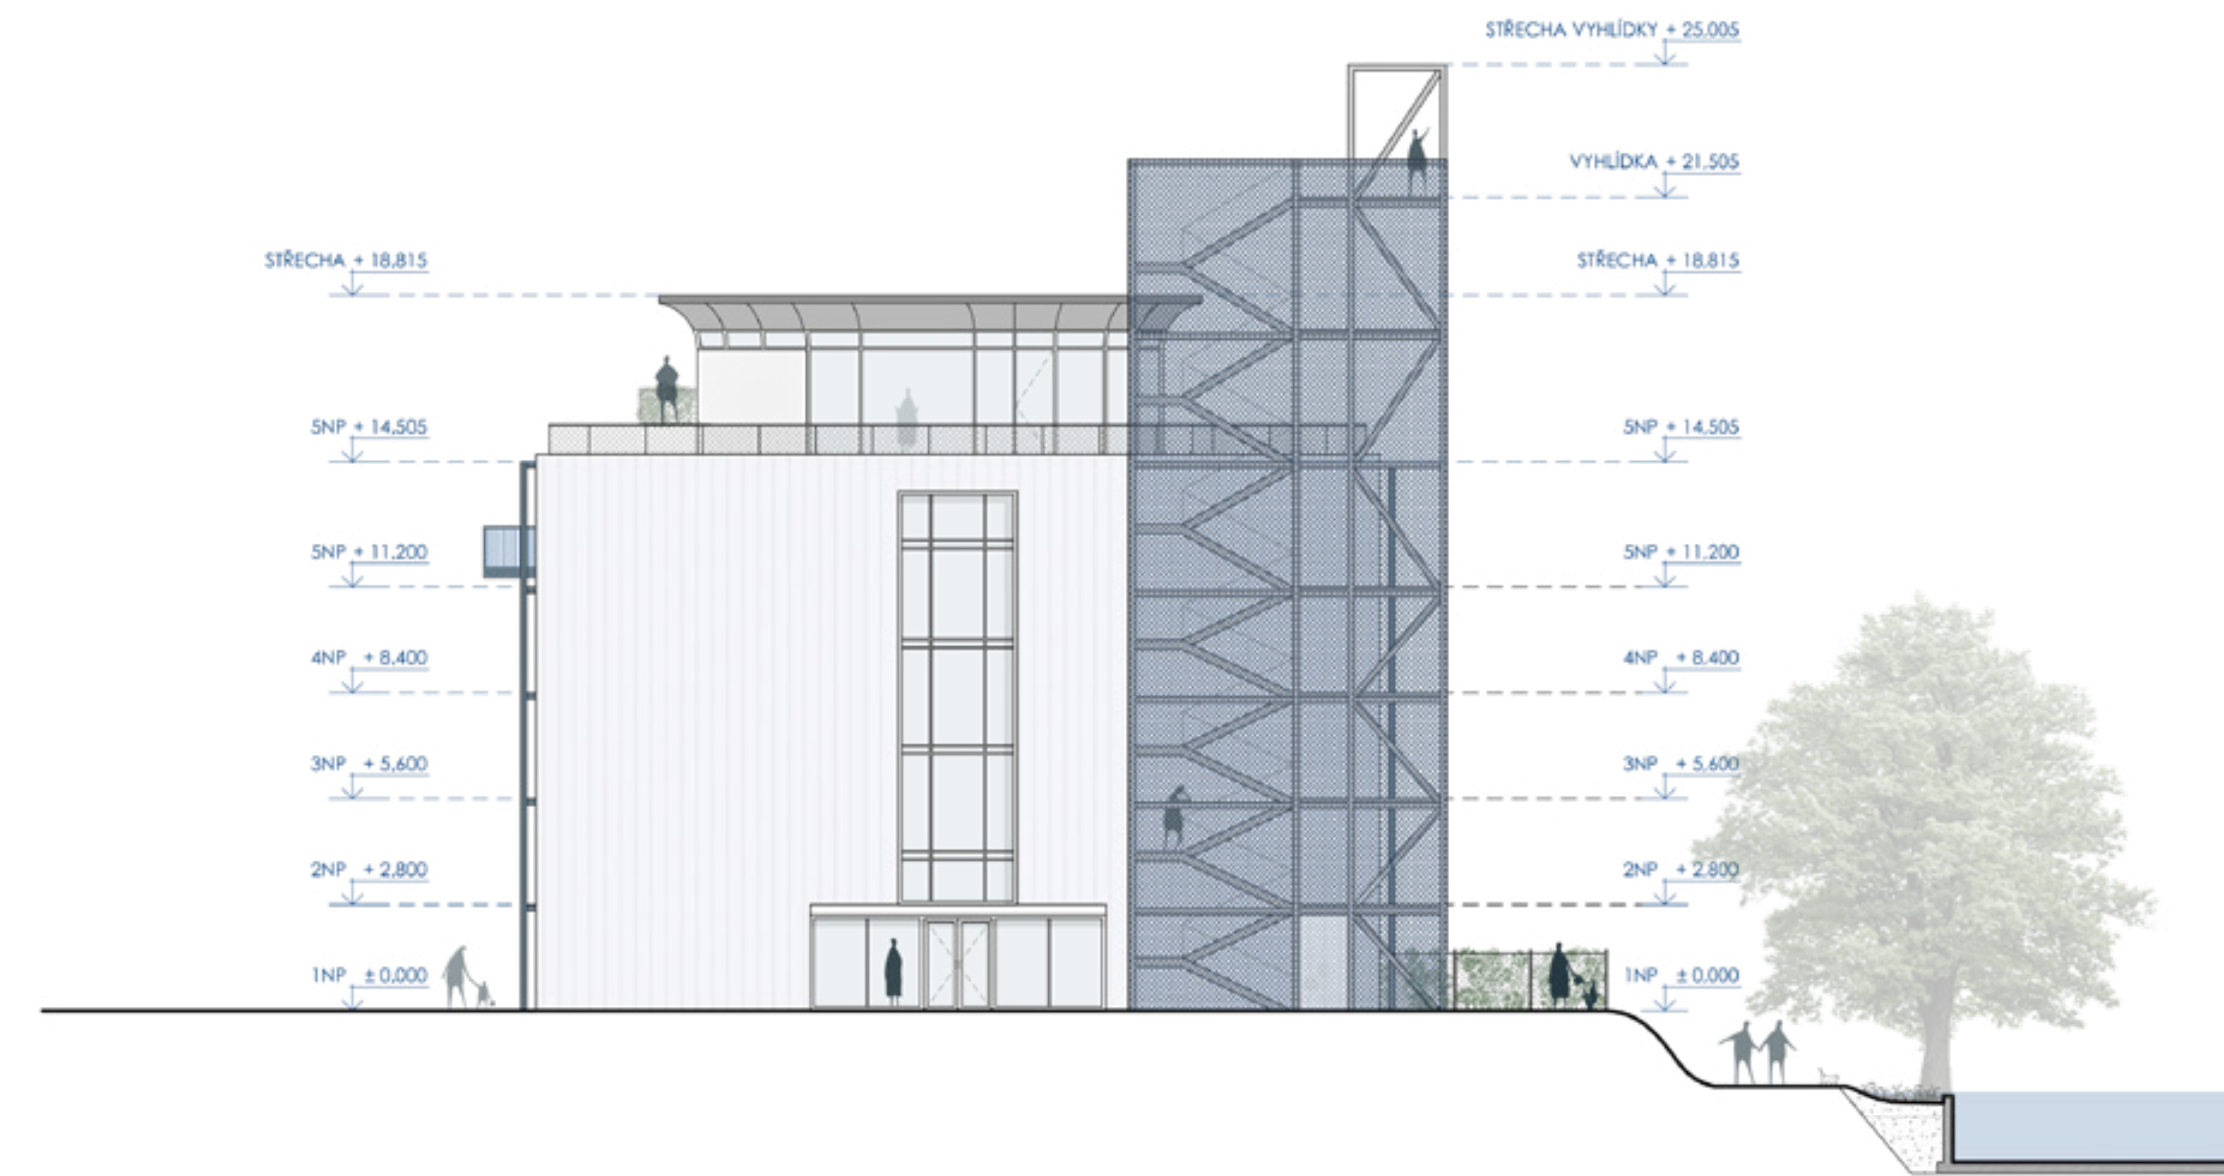 STŘECHA VYHLÍDKY + 25.005
VYHLÍDKA + 21.505
STŘECHA + 18,815
STŘECHA + 18.815
5NP + 14,505
5NP + 14.505
5NP + 11.200
5NP + 11,200
4NP + 8,400
4NP + 8.400
3NP + 5,600
3NP + 5,600
2NP + 2,800
2NP + 2,800
1NP ± 0,000
1NP ± 0,000